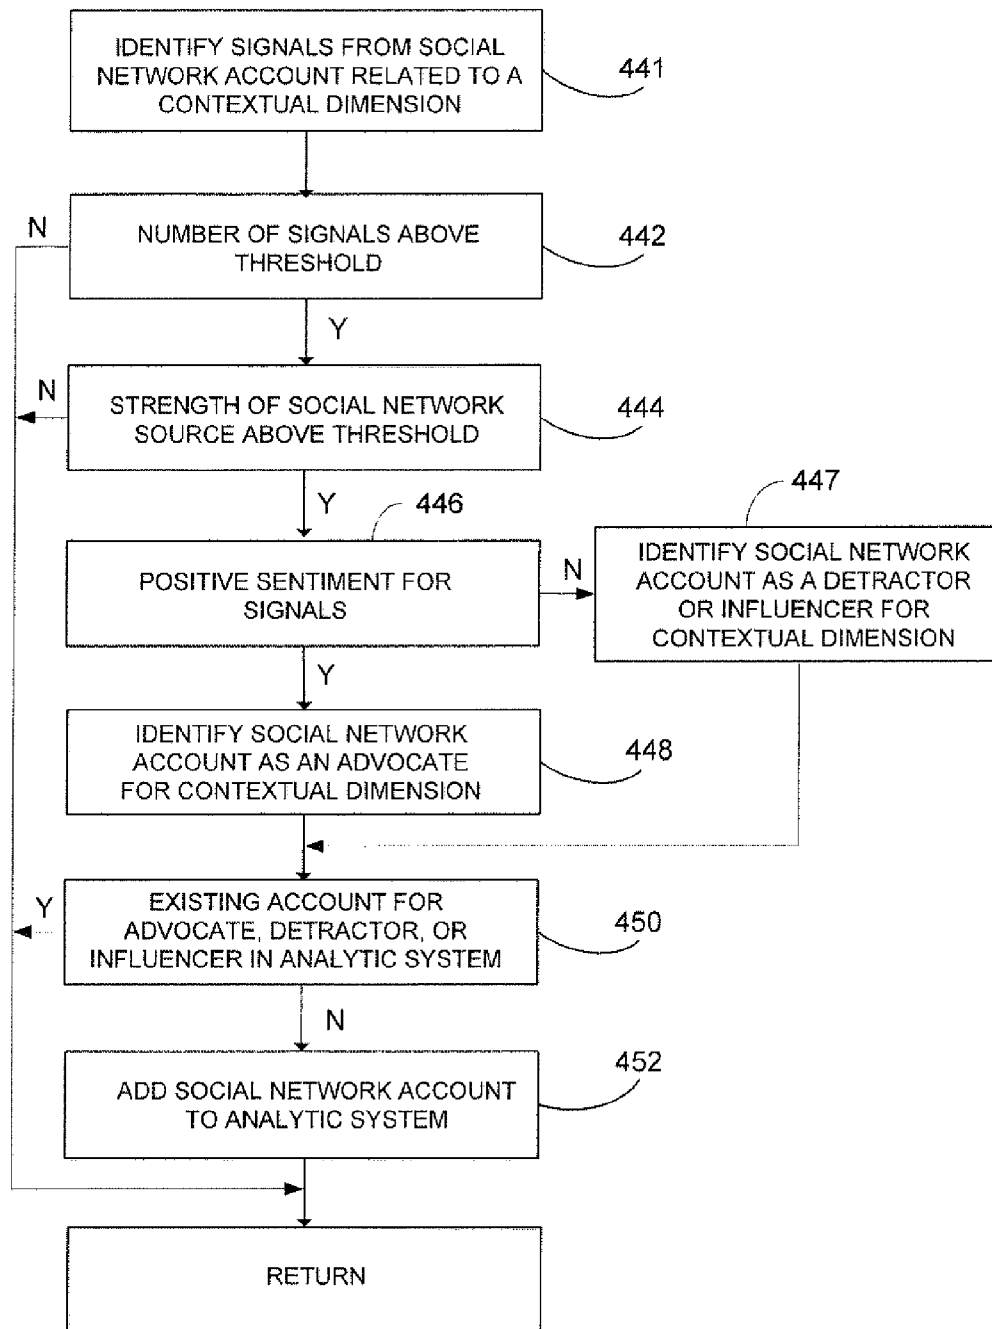 IDENTIFY SIGNALS FROM SOCIAL
NETWORK ACCOUNT RELATED TO A
CONTEXTUAL DIMENSION
441
N
NUMBER OF SIGNALS ABOVE
THRESHOLD
442
Y
N
STRENGTH OF SOCIAL NETWORK
SOURCE ABOVE THRESHOLD
444
Y
446
447
POSITIVE SENTIMENT FOR
SIGNALS
N
IDENTIFY SOCIAL NETWORK
ACCOUNT AS A DETRACTOR
OR INFLUENCER FOR
CONTEXTUAL DIMENSION
Y
IDENTIFY SOCIAL NETWORK
ACCOUNT AS AN ADVOCATE
FOR CONTEXTUAL DIMENSION
448
Y
EXISTING ACCOUNT FOR
ADVOCATE, DETRACTOR, OR
INFLUENCER IN ANALYTIC SYSTEM
450
N
ADD SOCIAL NETWORK ACCOUNT
TO ANALYTIC SYSTEM
452
RETURN